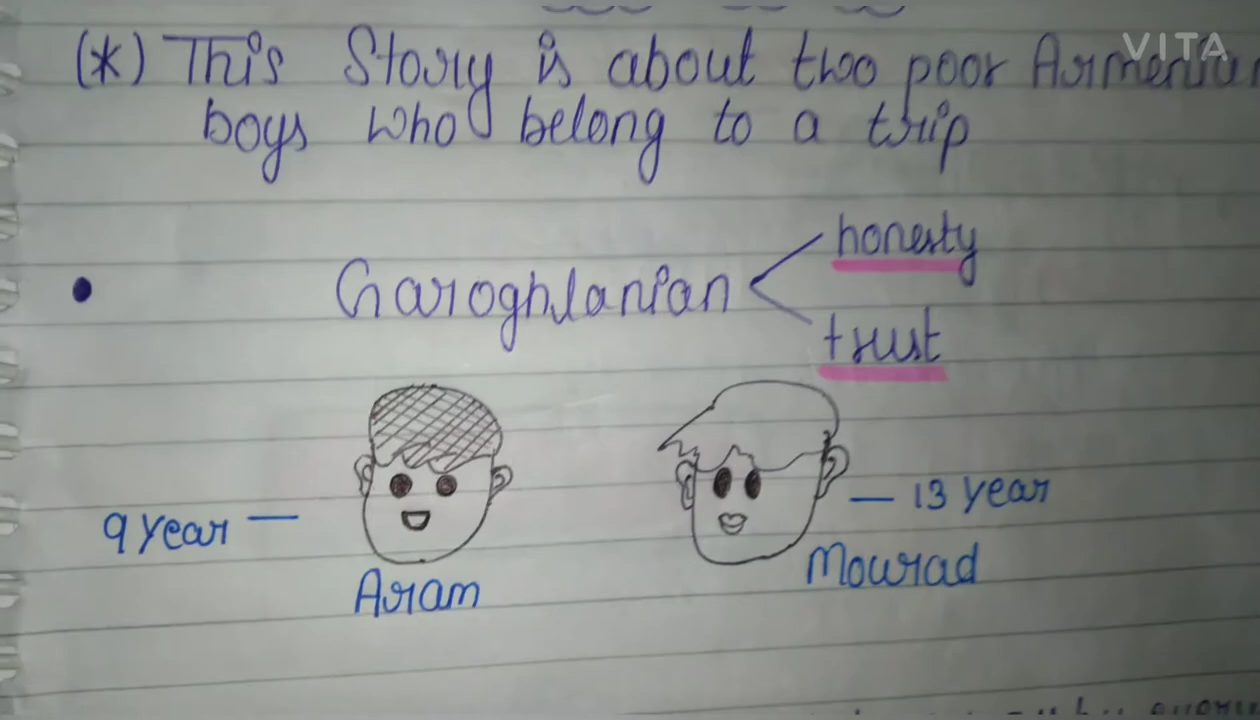 VITA
(*) This Story is about two poor Armenian
boys who belong to a trip
• Garoghlanian
honesty
trust
9 year —
— 13 year
Aram
Mourad